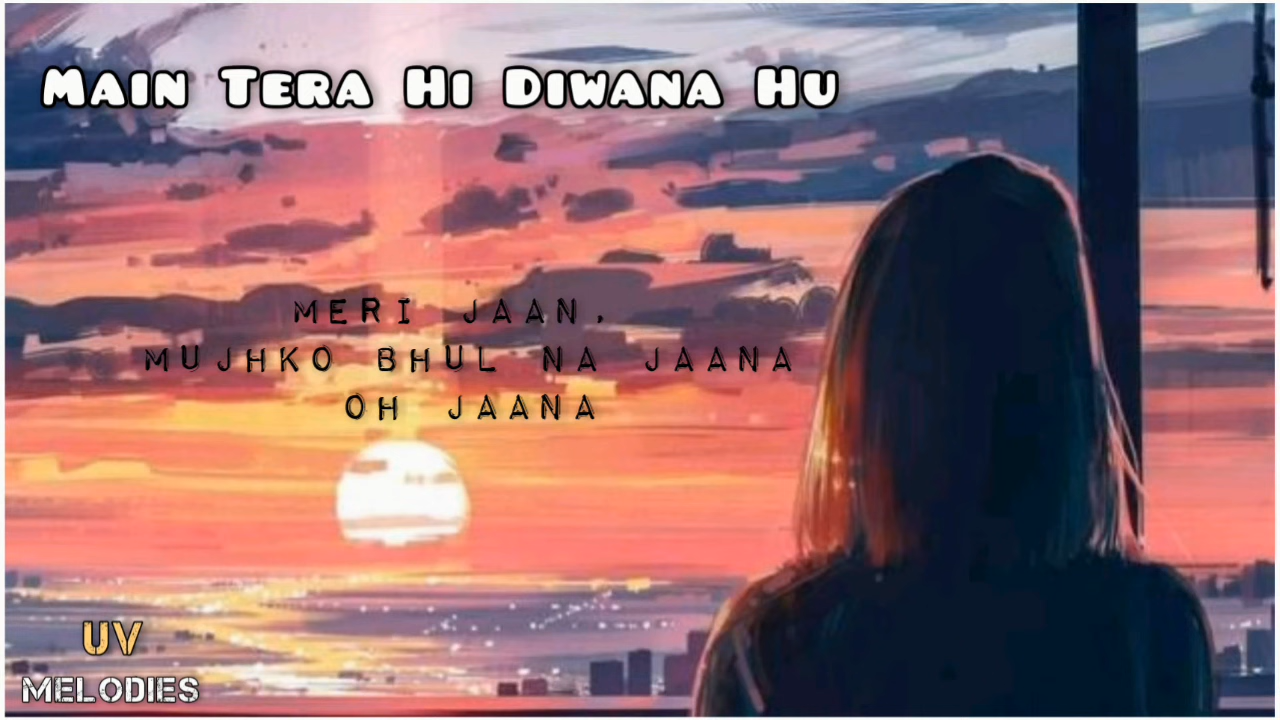 Main Tera Hi Diwana Hu
MERI JAAN,
MUJHKO BHUL NA JAANA
OH JAANA
UV
MELODIES